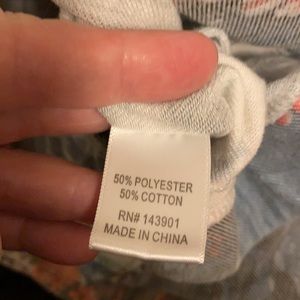 50% POLYESTER
50% COTTON
RN# 143901
MADE IN CHINA